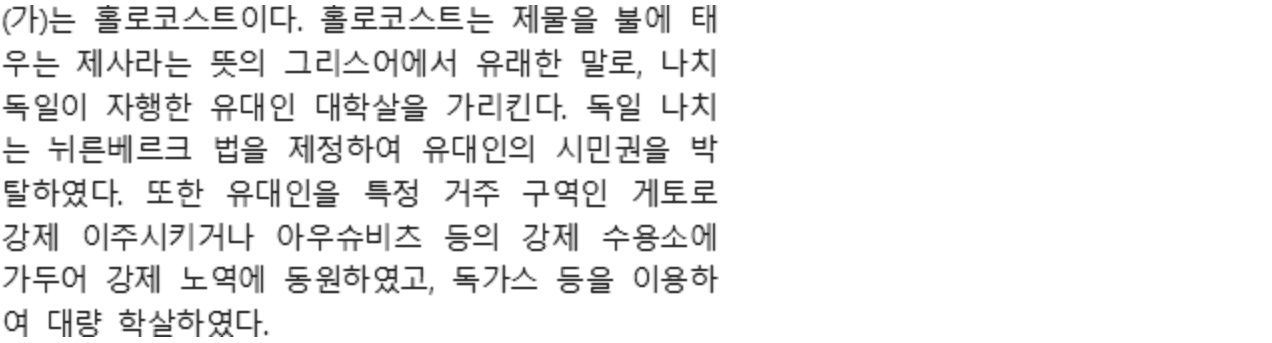 (가)는 홀로코스트이다. 홀로코스트는 제물을 불에 태
우는 제사라는 뜻의 그리스어에서 유래한 말로, 나치
독일이 자행한 유대인 대학살을 가리킨다. 독일 나치
는 뉘른베르크 법을 제정하여 유대인의 시민권을 박
탈하였다. 또한 유대인을 특정 거주 구역인 게토로
강제 이주시키거나 아우슈비츠 등의 강제 수용소에
가두어 강제 노역에 동원하였고, 독가스 등을 이용하
여 대량 학살하였다.